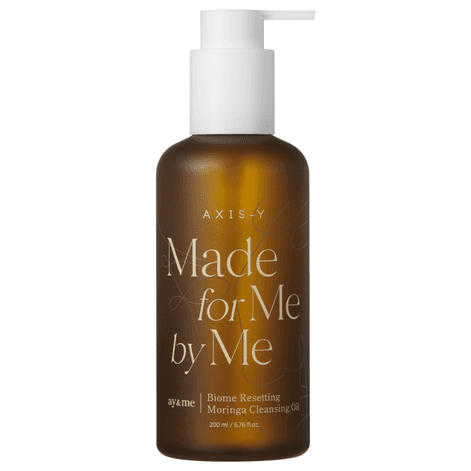 AXIS-Y
Made
for Me
by Me
ay&me
Biome Resetting
Moringa Cleansing Oil
200 ml / 6.76 fl.oz.